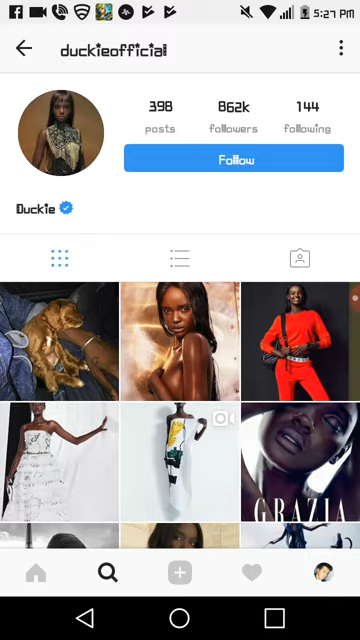 5:27 PM
duckieofficial
398 862k 144
posts followers following
Follow
Duckie
GRAZIA